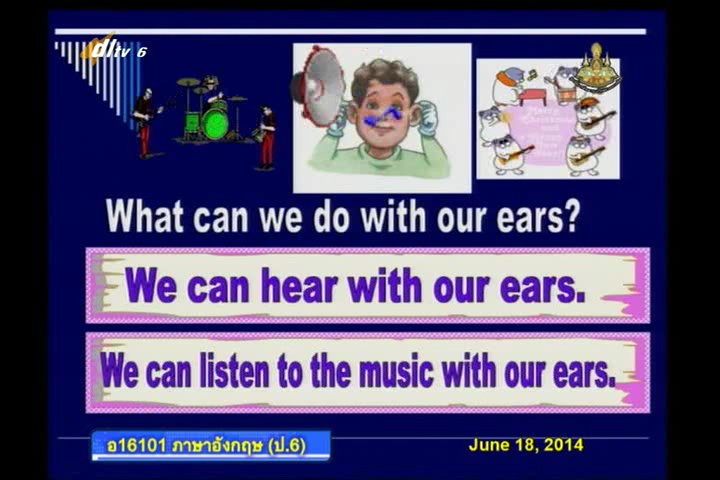 dltv 6
What can we do with our ears?
We can hear with our ears.
We can listen to the music with our ears.
อ16101 ภาษาอังกฤษ (ป.6)
June 18, 2014